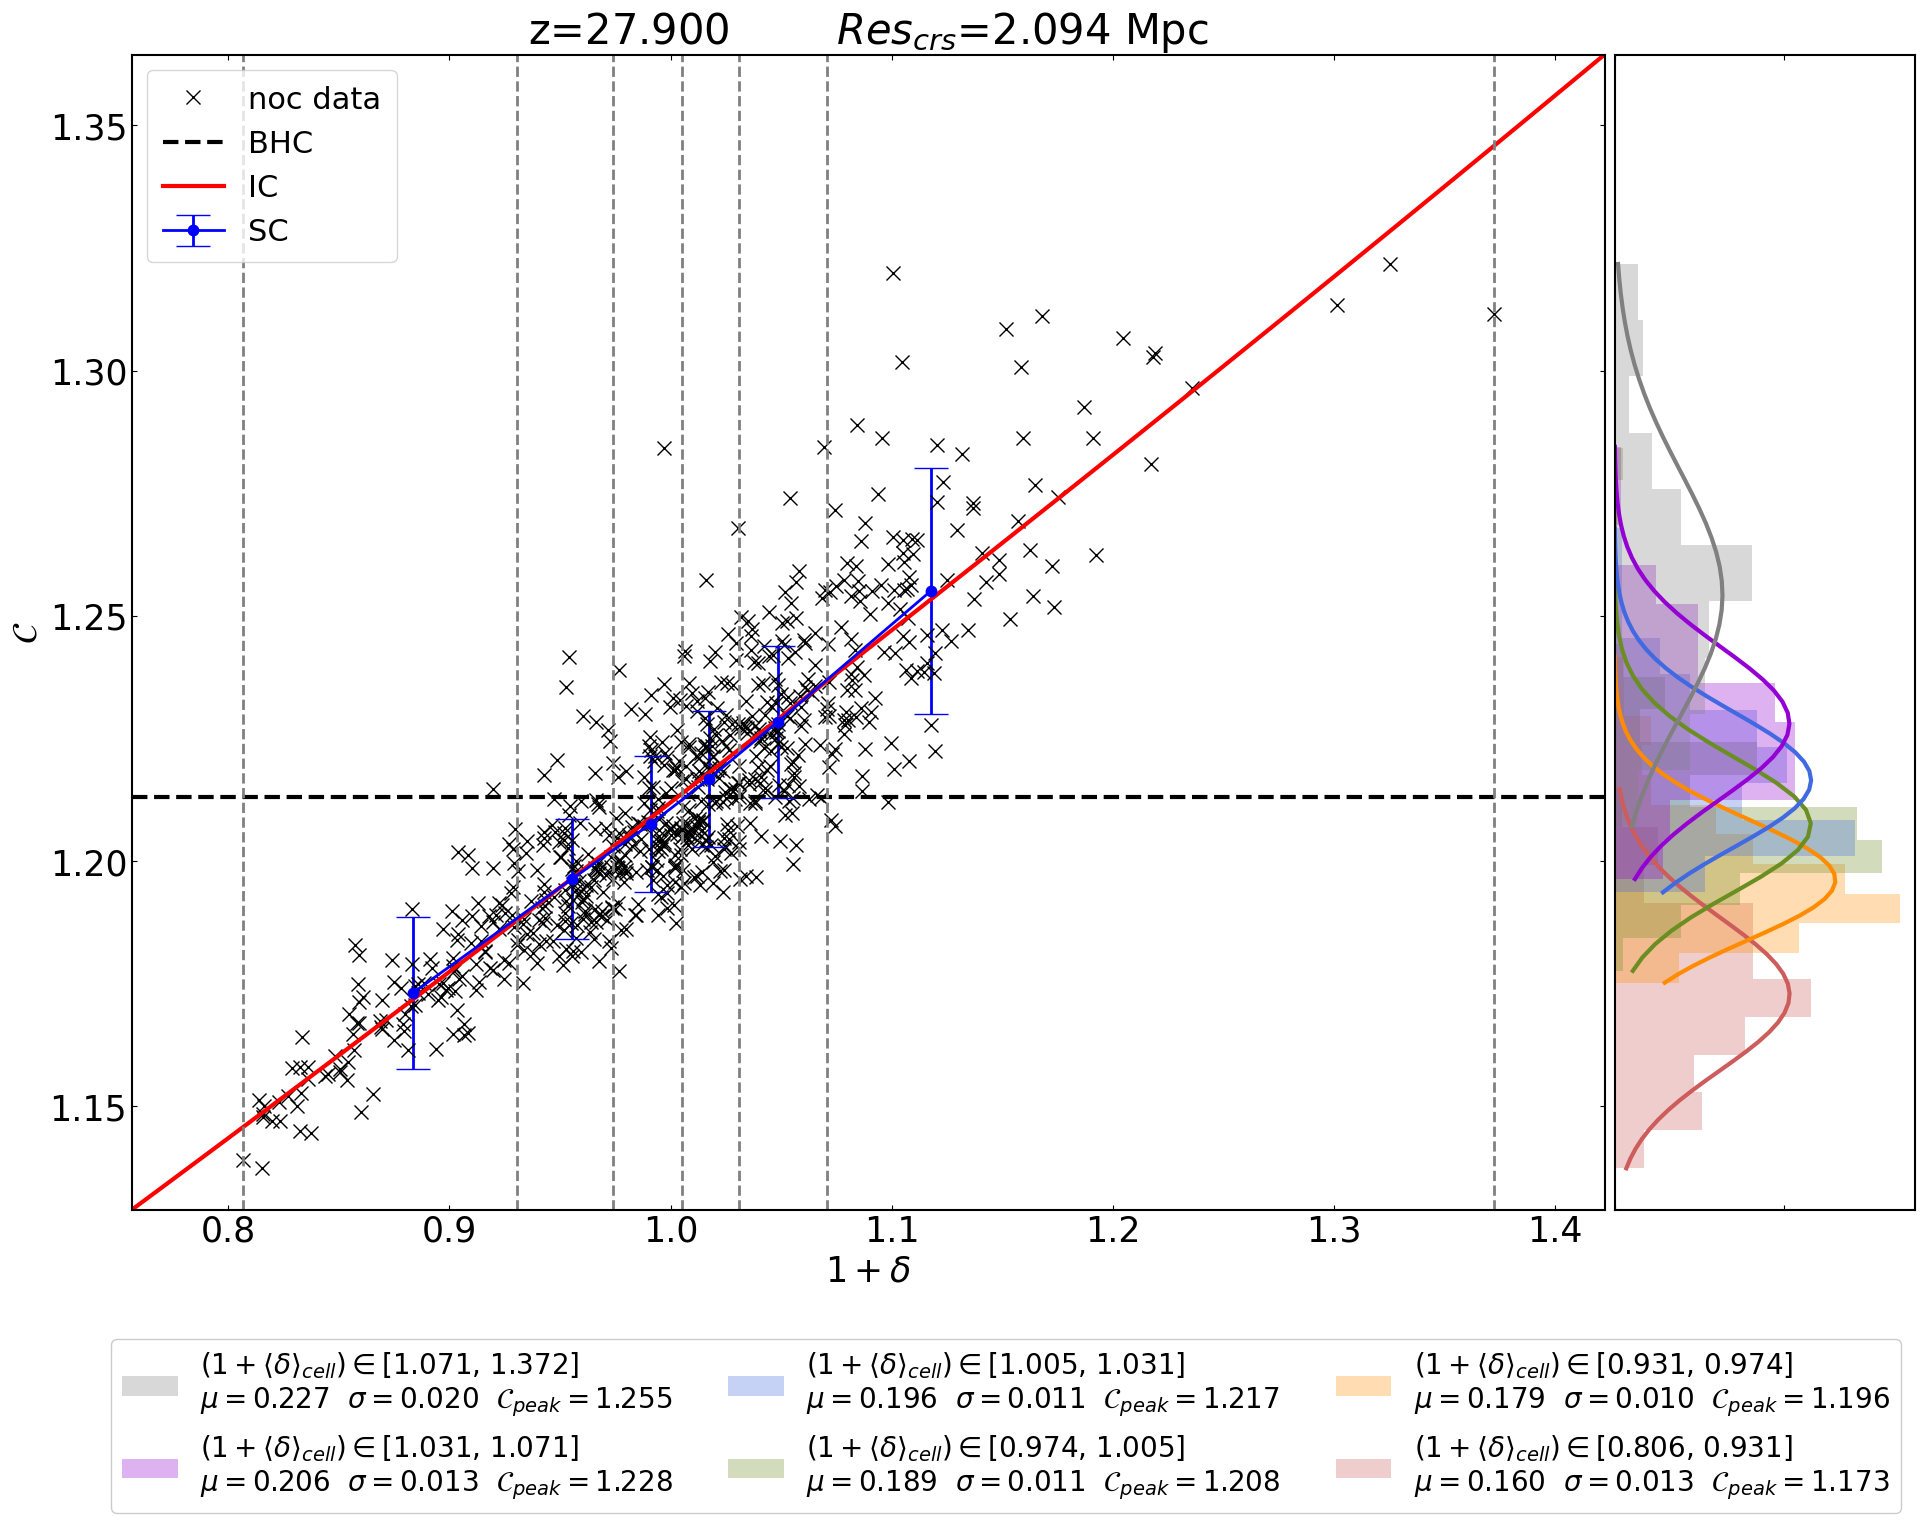 z=27.900 Res_crs=2.094 Mpc
noc data
BHC
IC
SC
1.35
1.30
1.25
1.20
1.15
𝒞
0.8 0.9 1.0 1.1 1.2 1.3 1.4
1 + δ
(1 + ⟨δ⟩_cell) ∈ [1.071, 1.372]
μ = 0.227 σ = 0.020 𝒞_peak = 1.255
(1 + ⟨δ⟩_cell) ∈ [1.031, 1.071]
μ = 0.206 σ = 0.013 𝒞_peak = 1.228
(1 + ⟨δ⟩_cell) ∈ [1.005, 1.031]
μ = 0.196 σ = 0.011 𝒞_peak = 1.217
(1 + ⟨δ⟩_cell) ∈ [0.974, 1.005]
μ = 0.189 σ = 0.011 𝒞_peak = 1.208
(1 + ⟨δ⟩_cell) ∈ [0.931, 0.974]
μ = 0.179 σ = 0.010 𝒞_peak = 1.196
(1 + ⟨δ⟩_cell) ∈ [0.806, 0.931]
μ = 0.160 σ = 0.013 𝒞_peak = 1.173